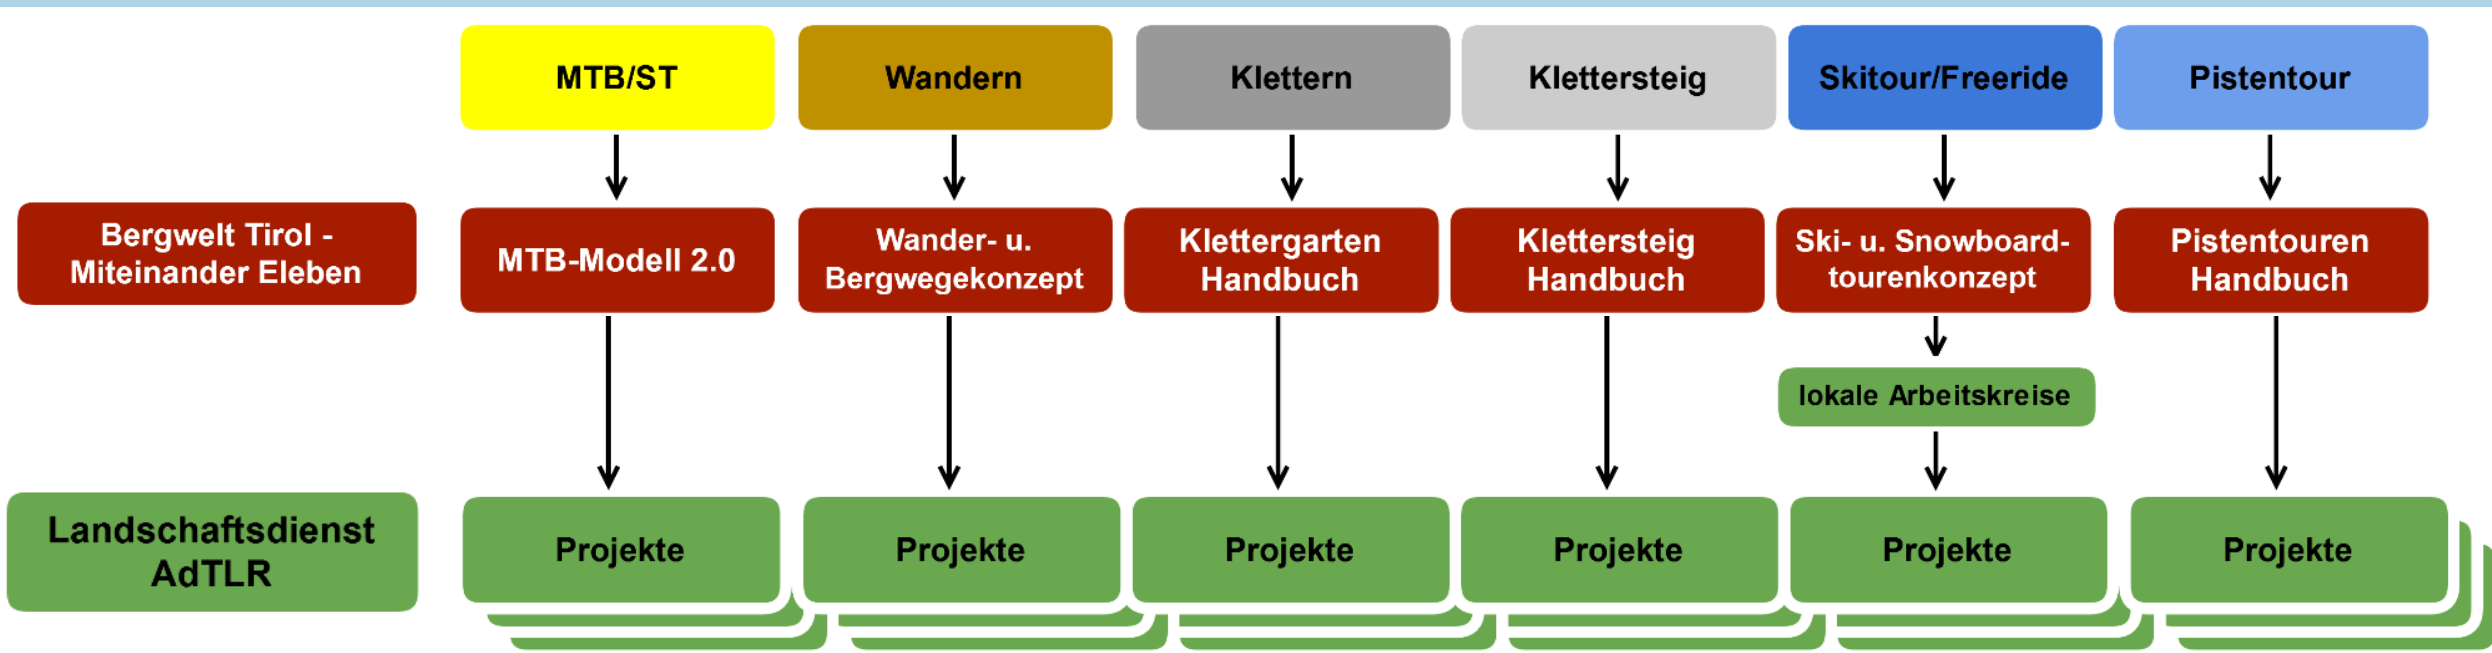 MTB/ST
Wandern
Klettern
Klettersteig
Skitour/Freeride
Pistentour
Bergwelt Tirol -
Miteinander Eleben
MTB-Modell 2.0
Wander- u.
Bergwegekonzept
Klettergarten
Handbuch
Klettersteig
Handbuch
Ski- u. Snowboard-
tourenkonzept
Pistentouren
Handbuch
lokale Arbeitskreise
Landschaftsdienst
AdTLR
Projekte
Projekte
Projekte
Projekte
Projekte
Projekte